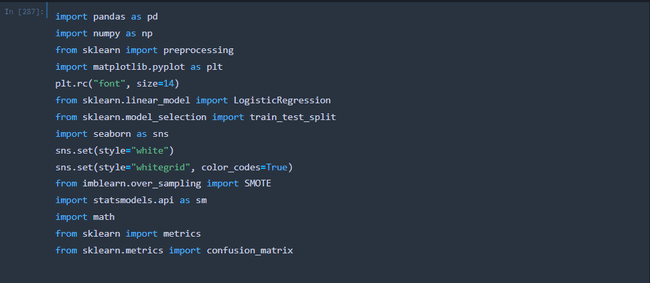 In [287]:
import pandas as pd
import numpy as np
from sklearn import preprocessing
import matplotlib.pyplot as plt
plt.rc("font", size=14)
from sklearn.linear_model import LogisticRegression
from sklearn.model_selection import train_test_split
import seaborn as sns
sns.set(style="white")
sns.set(style="whitegrid", color_codes=True)
from imblearn.over_sampling import SMOTE
import statsmodels.api as sm
import math
from sklearn import metrics
from sklearn.metrics import confusion_matrix